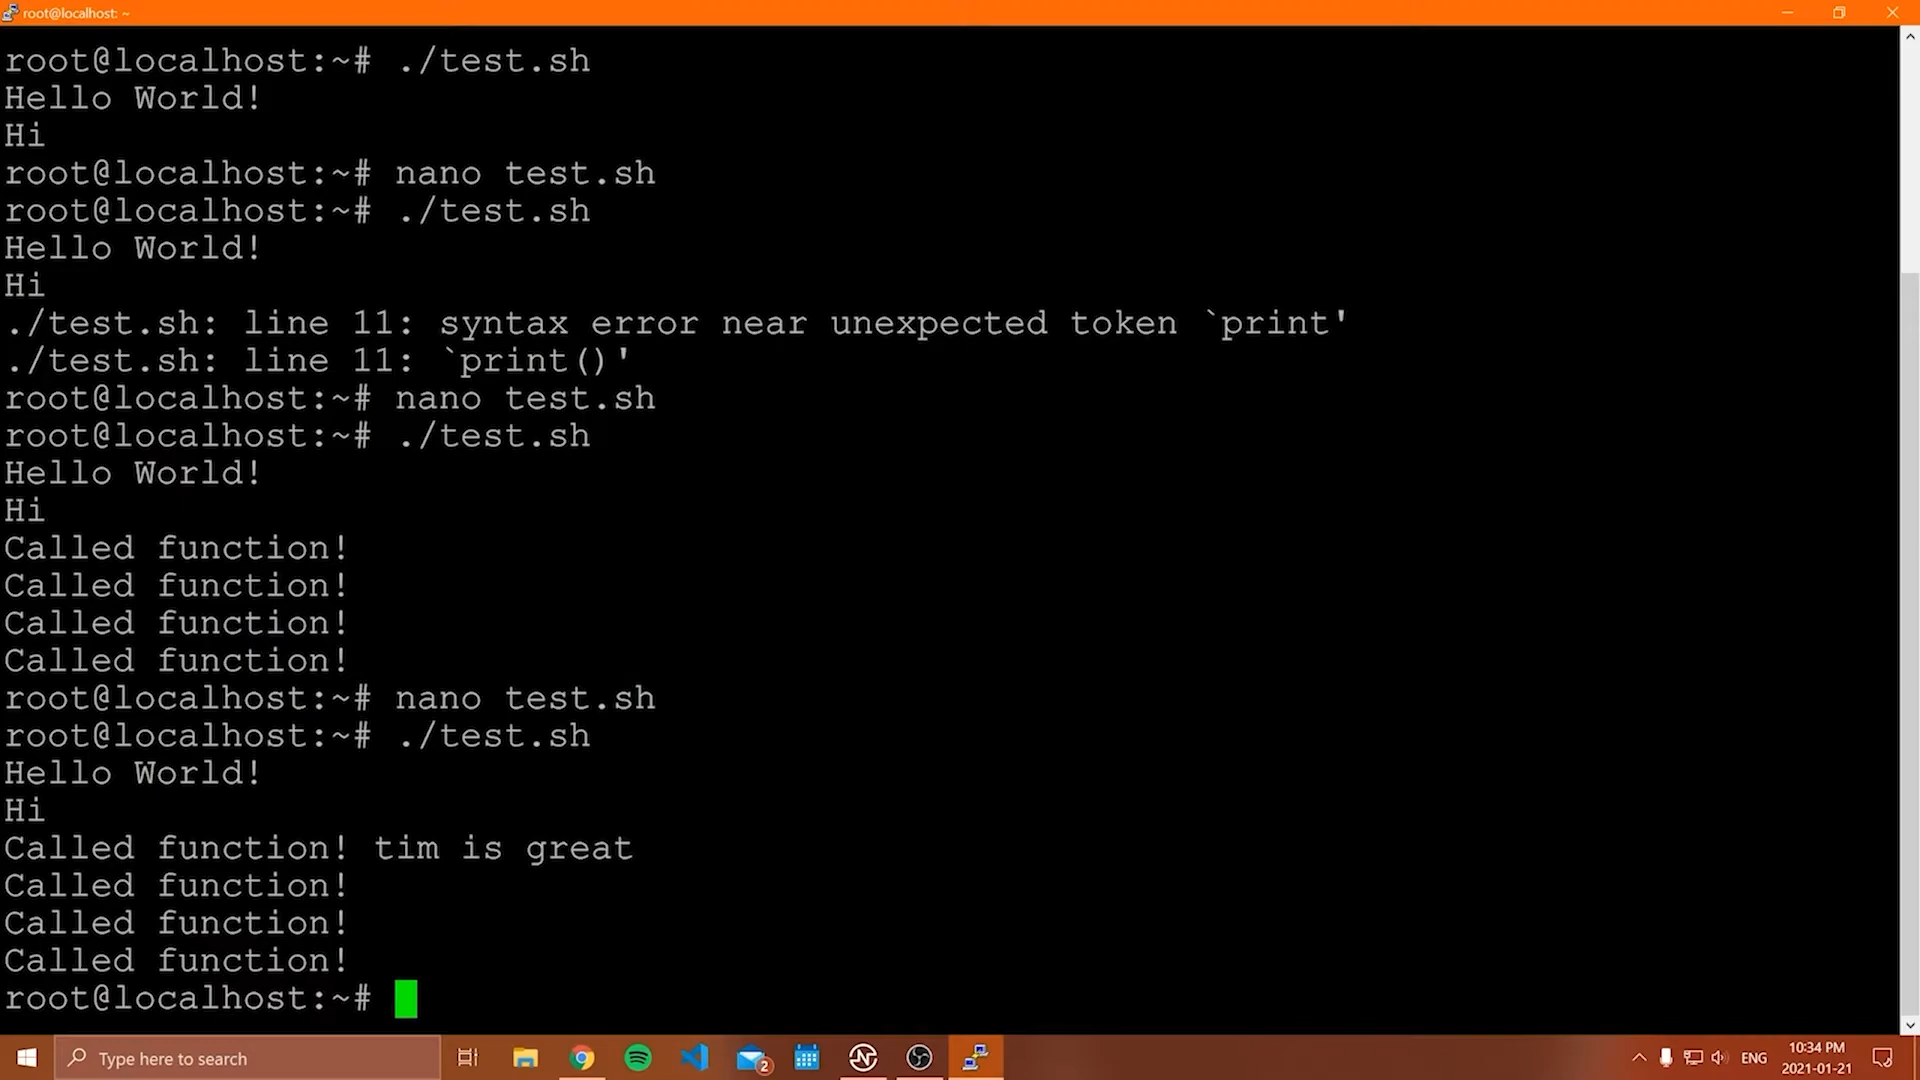 root@localhost: ~
root@localhost:~# ./test.sh
Hello World!
Hi
root@localhost:~# nano test.sh
root@localhost:~# ./test.sh
Hello World!
Hi
./test.sh: line 11: syntax error near unexpected token `print'
./test.sh: line 11: `print()'
root@localhost:~# nano test.sh
root@localhost:~# ./test.sh
Hello World!
Hi
Called function!
Called function!
Called function!
Called function!
root@localhost:~# nano test.sh
root@localhost:~# ./test.sh
Hello World!
Hi
Called function! tim is great
Called function!
Called function!
Called function!
root@localhost:~#
Type here to search
2
ENG
10:34 PM
2021-01-21